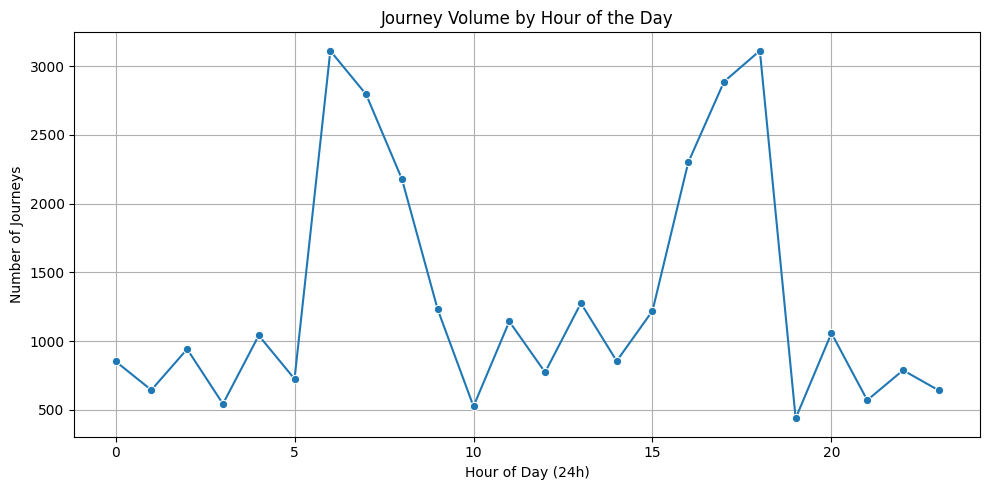 Journey Volume by Hour of the Day
Number of Journeys
3000
2500
2000
1500
1000
500
0 5 10 15 20
Hour of Day (24h)